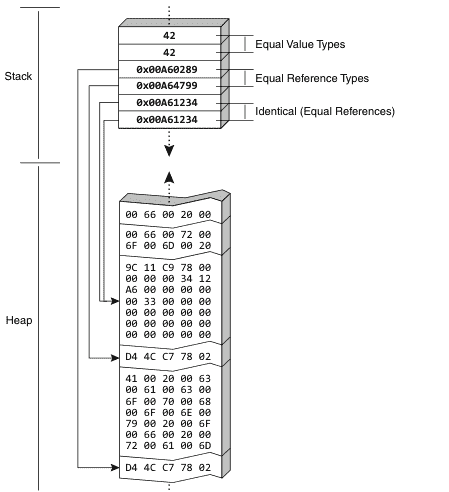 42
Equal Value Types
42
Stack
0x00A60289
Equal Reference Types
0x00A64799
0x00A61234
Identical (Equal References)
0x00A61234
00 66 00 20 00
00 66 00 72 00
6F 00 6D 00 20
9C 11 C9 78 00
00 00 00 34 12
A6 00 00 00 00
00 33 00 00 00
00 00 00 00 00
00 00 00 00 00
00 00 00 00 00
Heap
D4 4C C7 78 02
41 00 20 00 63
00 61 00 63 00
6F 00 70 00 68
00 6F 00 6E 00
79 00 20 00 6F
00 66 00 20 00
72 00 61 00 6D
D4 4C C7 78 02